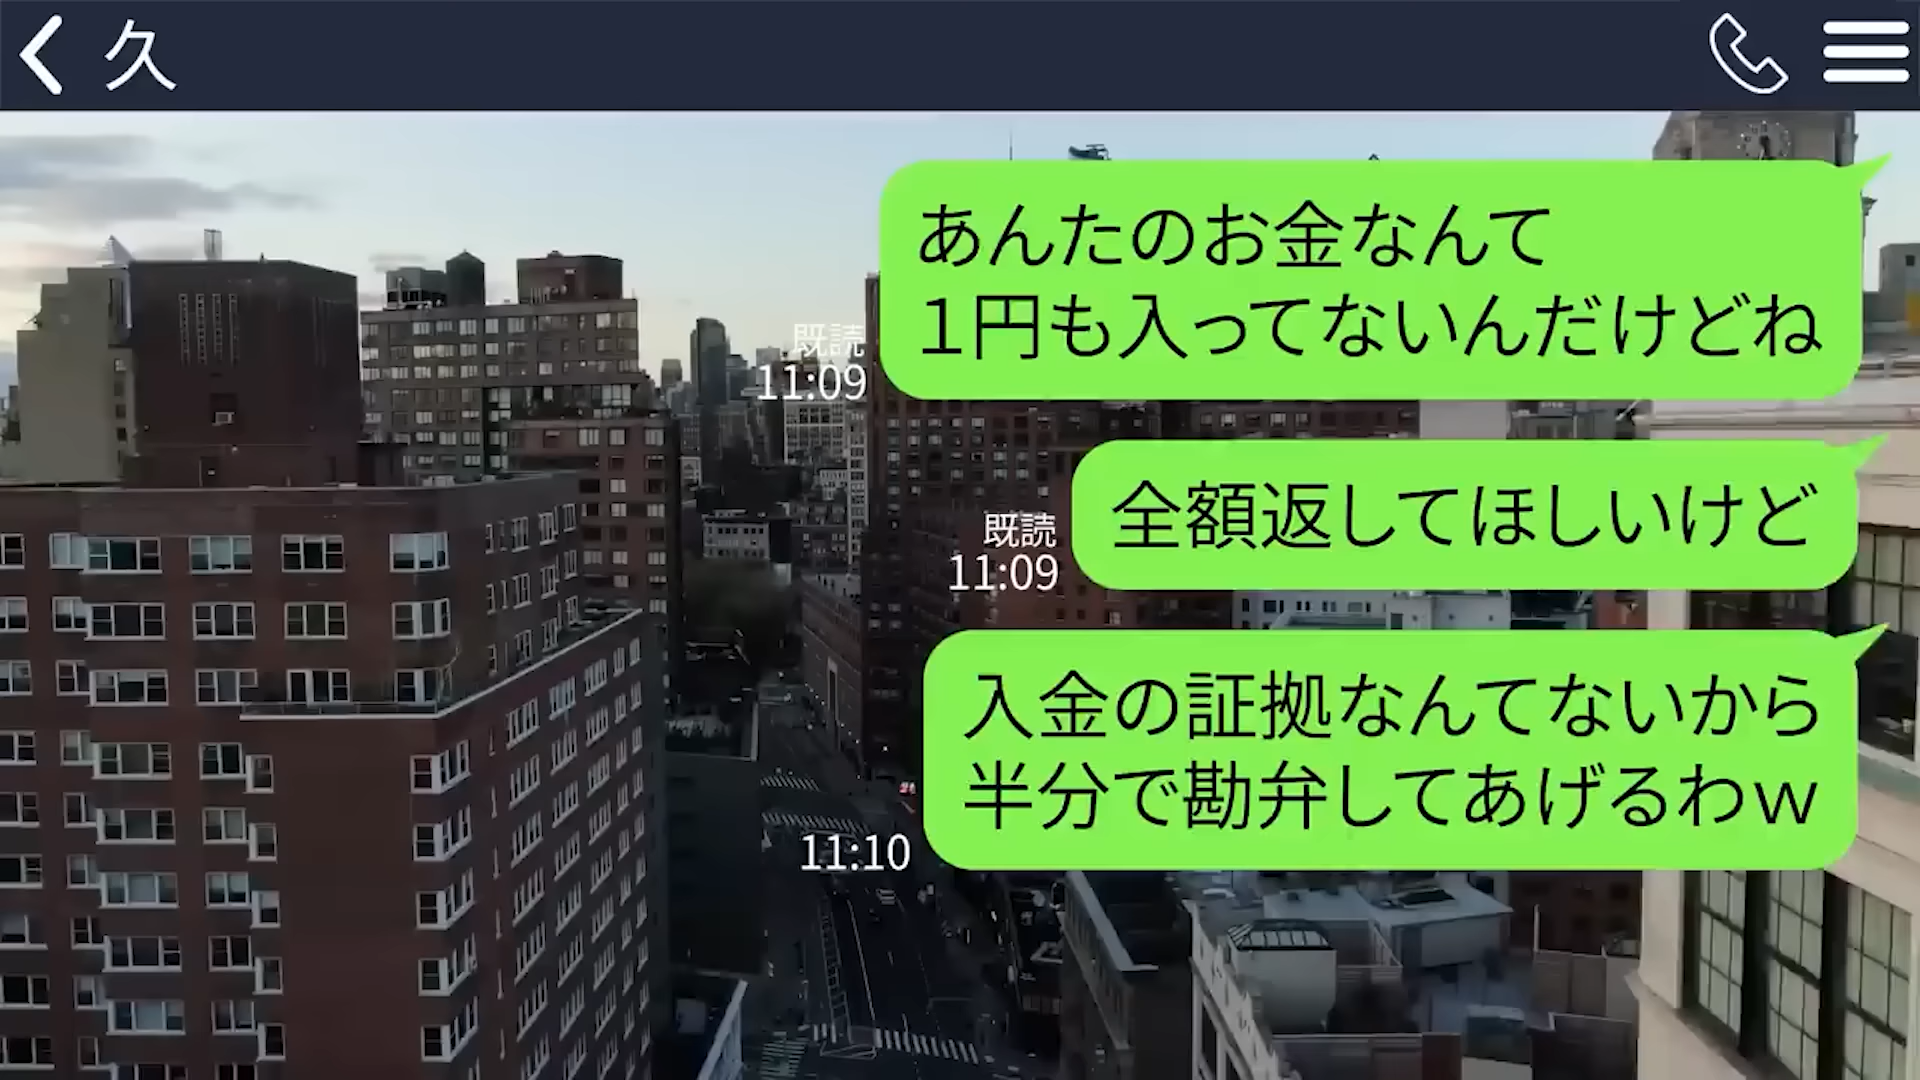 久
あんたのお金なんて
１円も入ってないんだけどね
既読
11:09
全額返してほしいけど
既読
11:09
入金の証拠なんてないから
半分で勘弁してあげるわｗ
11:10